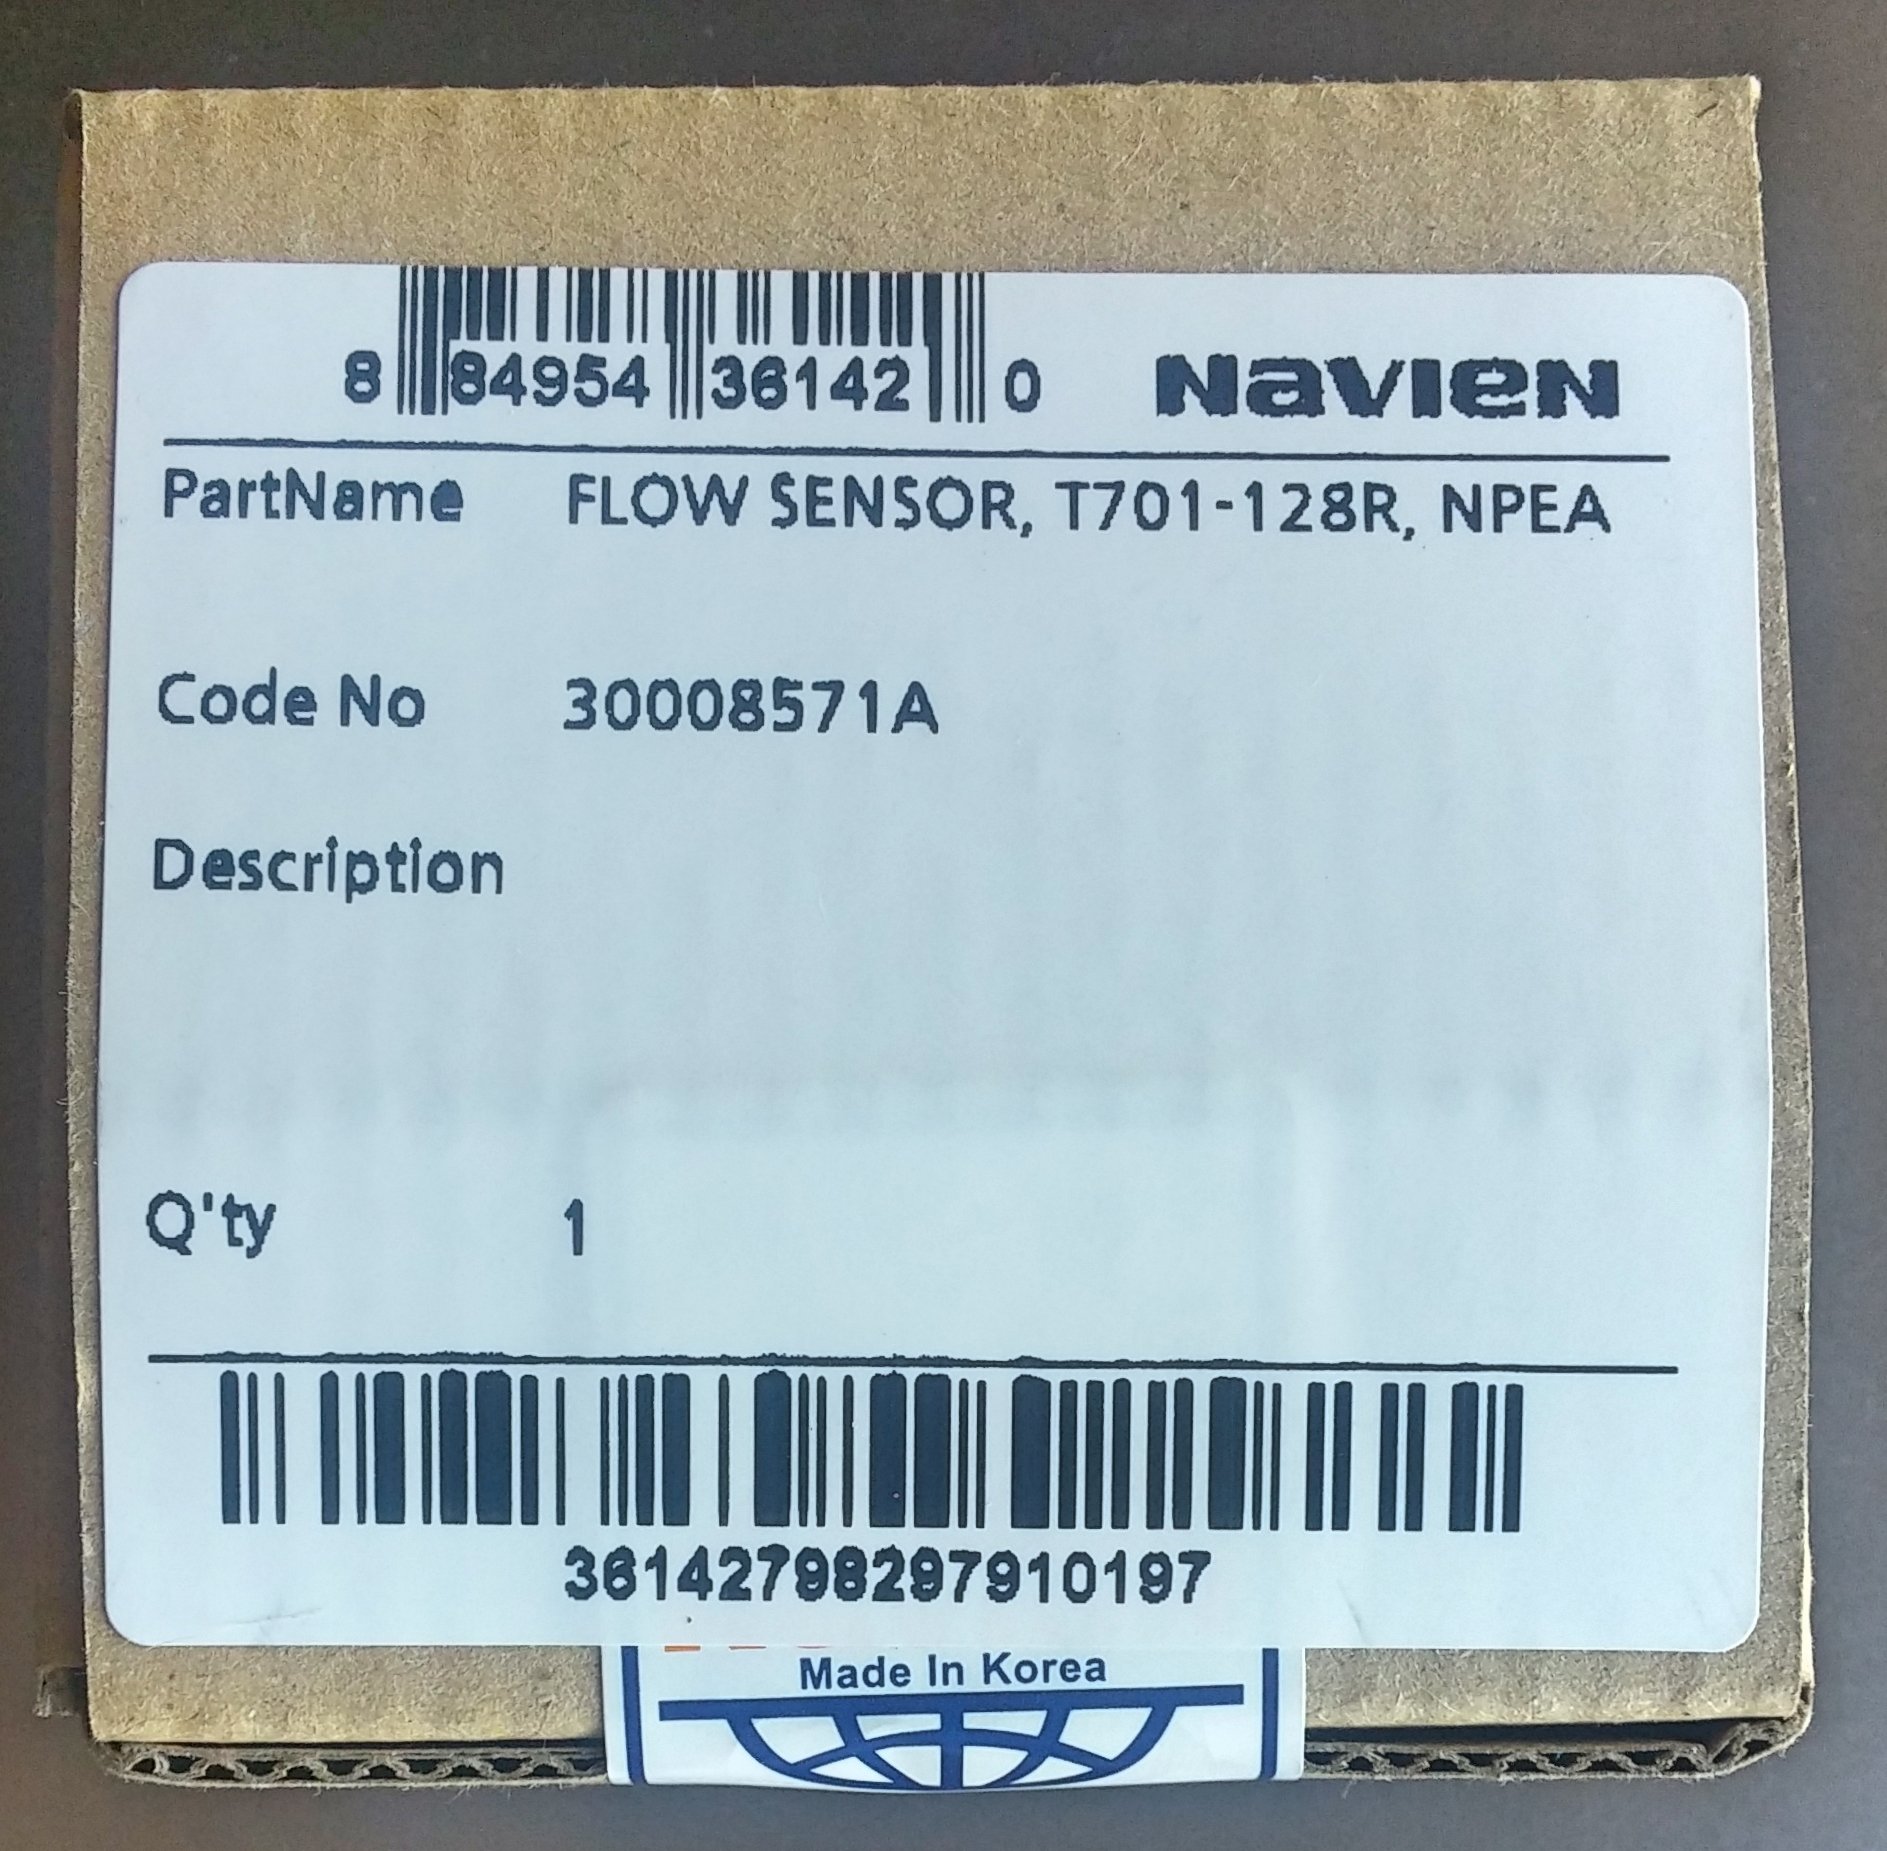 8 84954 36142 0 NaVIeN
PartName FLOW SENSOR, T701-128R, NPEA
Code No 30008571A
Description
Q'ty 1
36142798297910197
Made In Korea